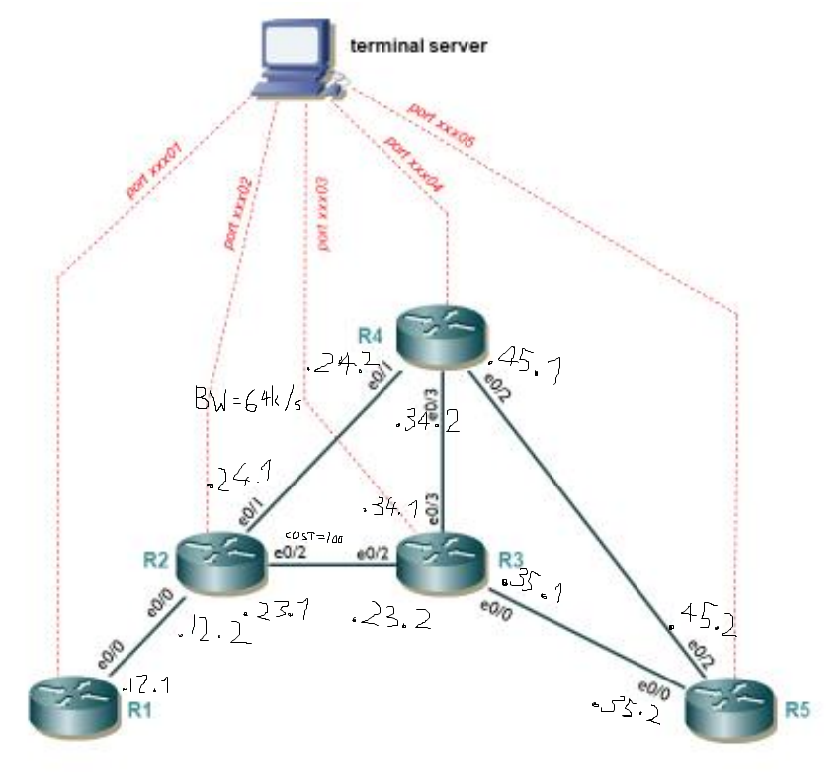 terminal server
port xxx01
port xxx02
port xxx03
port xxx04
port xxx05
R4
.24.2
.45.1
e0/1
e0/3
e0/2
BW=64k/s
.34.2
.24.1
.34.1
e0/1
e0/3
COST=100
R2
e0/2
e0/2
R3
.35.1
e0/0
.12.2
.23.1
.23.2
e0/0
.45.2
e0/0
e0/2
.12.1
R1
e0/0
.35.2
R5